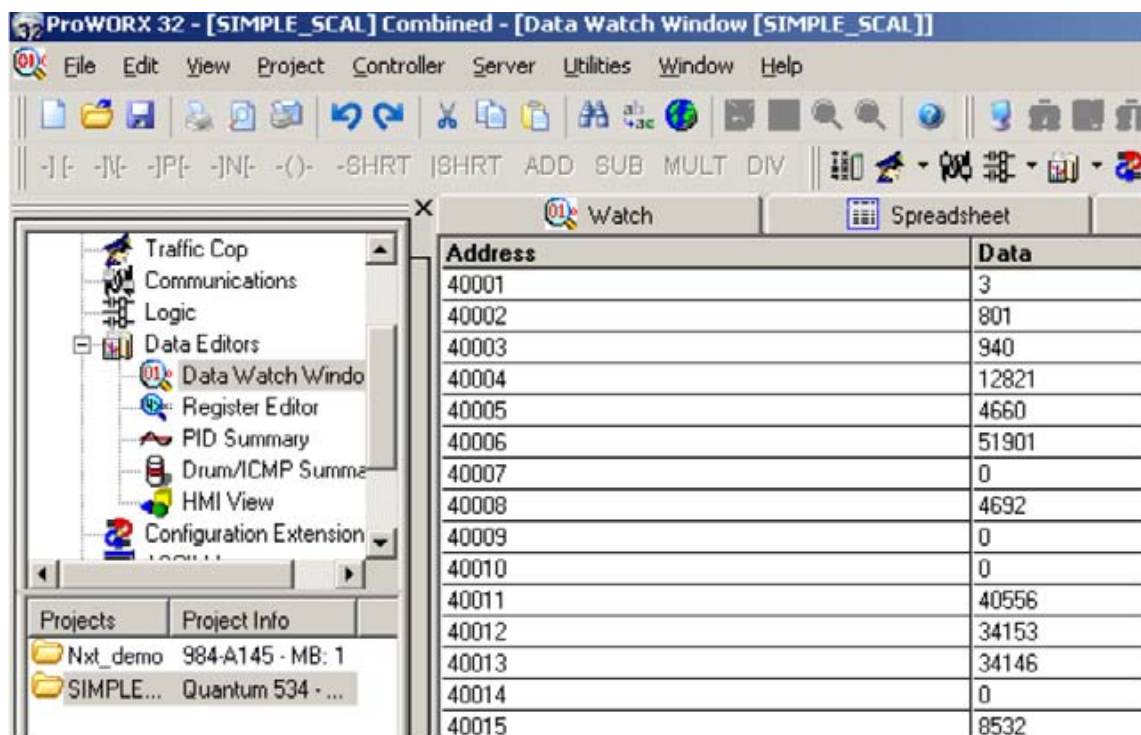 ProWORX 32 - [SIMPLE_SCAL] Combined - [Data Watch Window [SIMPLE_SCAL]]
File Edit View Project Controller Server Utilities Window Help
-] [- -]\[- -]P[- -]N[- -( )- -SHRT |SHRT ADD SUB MULT DIV
Watch Spreadsheet
Traffic Cop
Communications
Logic
Data Editors
Data Watch Windo
Register Editor
PID Summary
Drum/ICMP Summa
HMI View
Configuration Extension
Projects Project Info
Nxt_demo 984-A145 - MB: 1
SIMPLE... Quantum 534 - ...
Address Data
40001 3
40002 801
40003 940
40004 12821
40005 4660
40006 51901
40007 0
40008 4692
40009 0
40010 0
40011 40556
40012 34153
40013 34146
40014 0
40015 8532